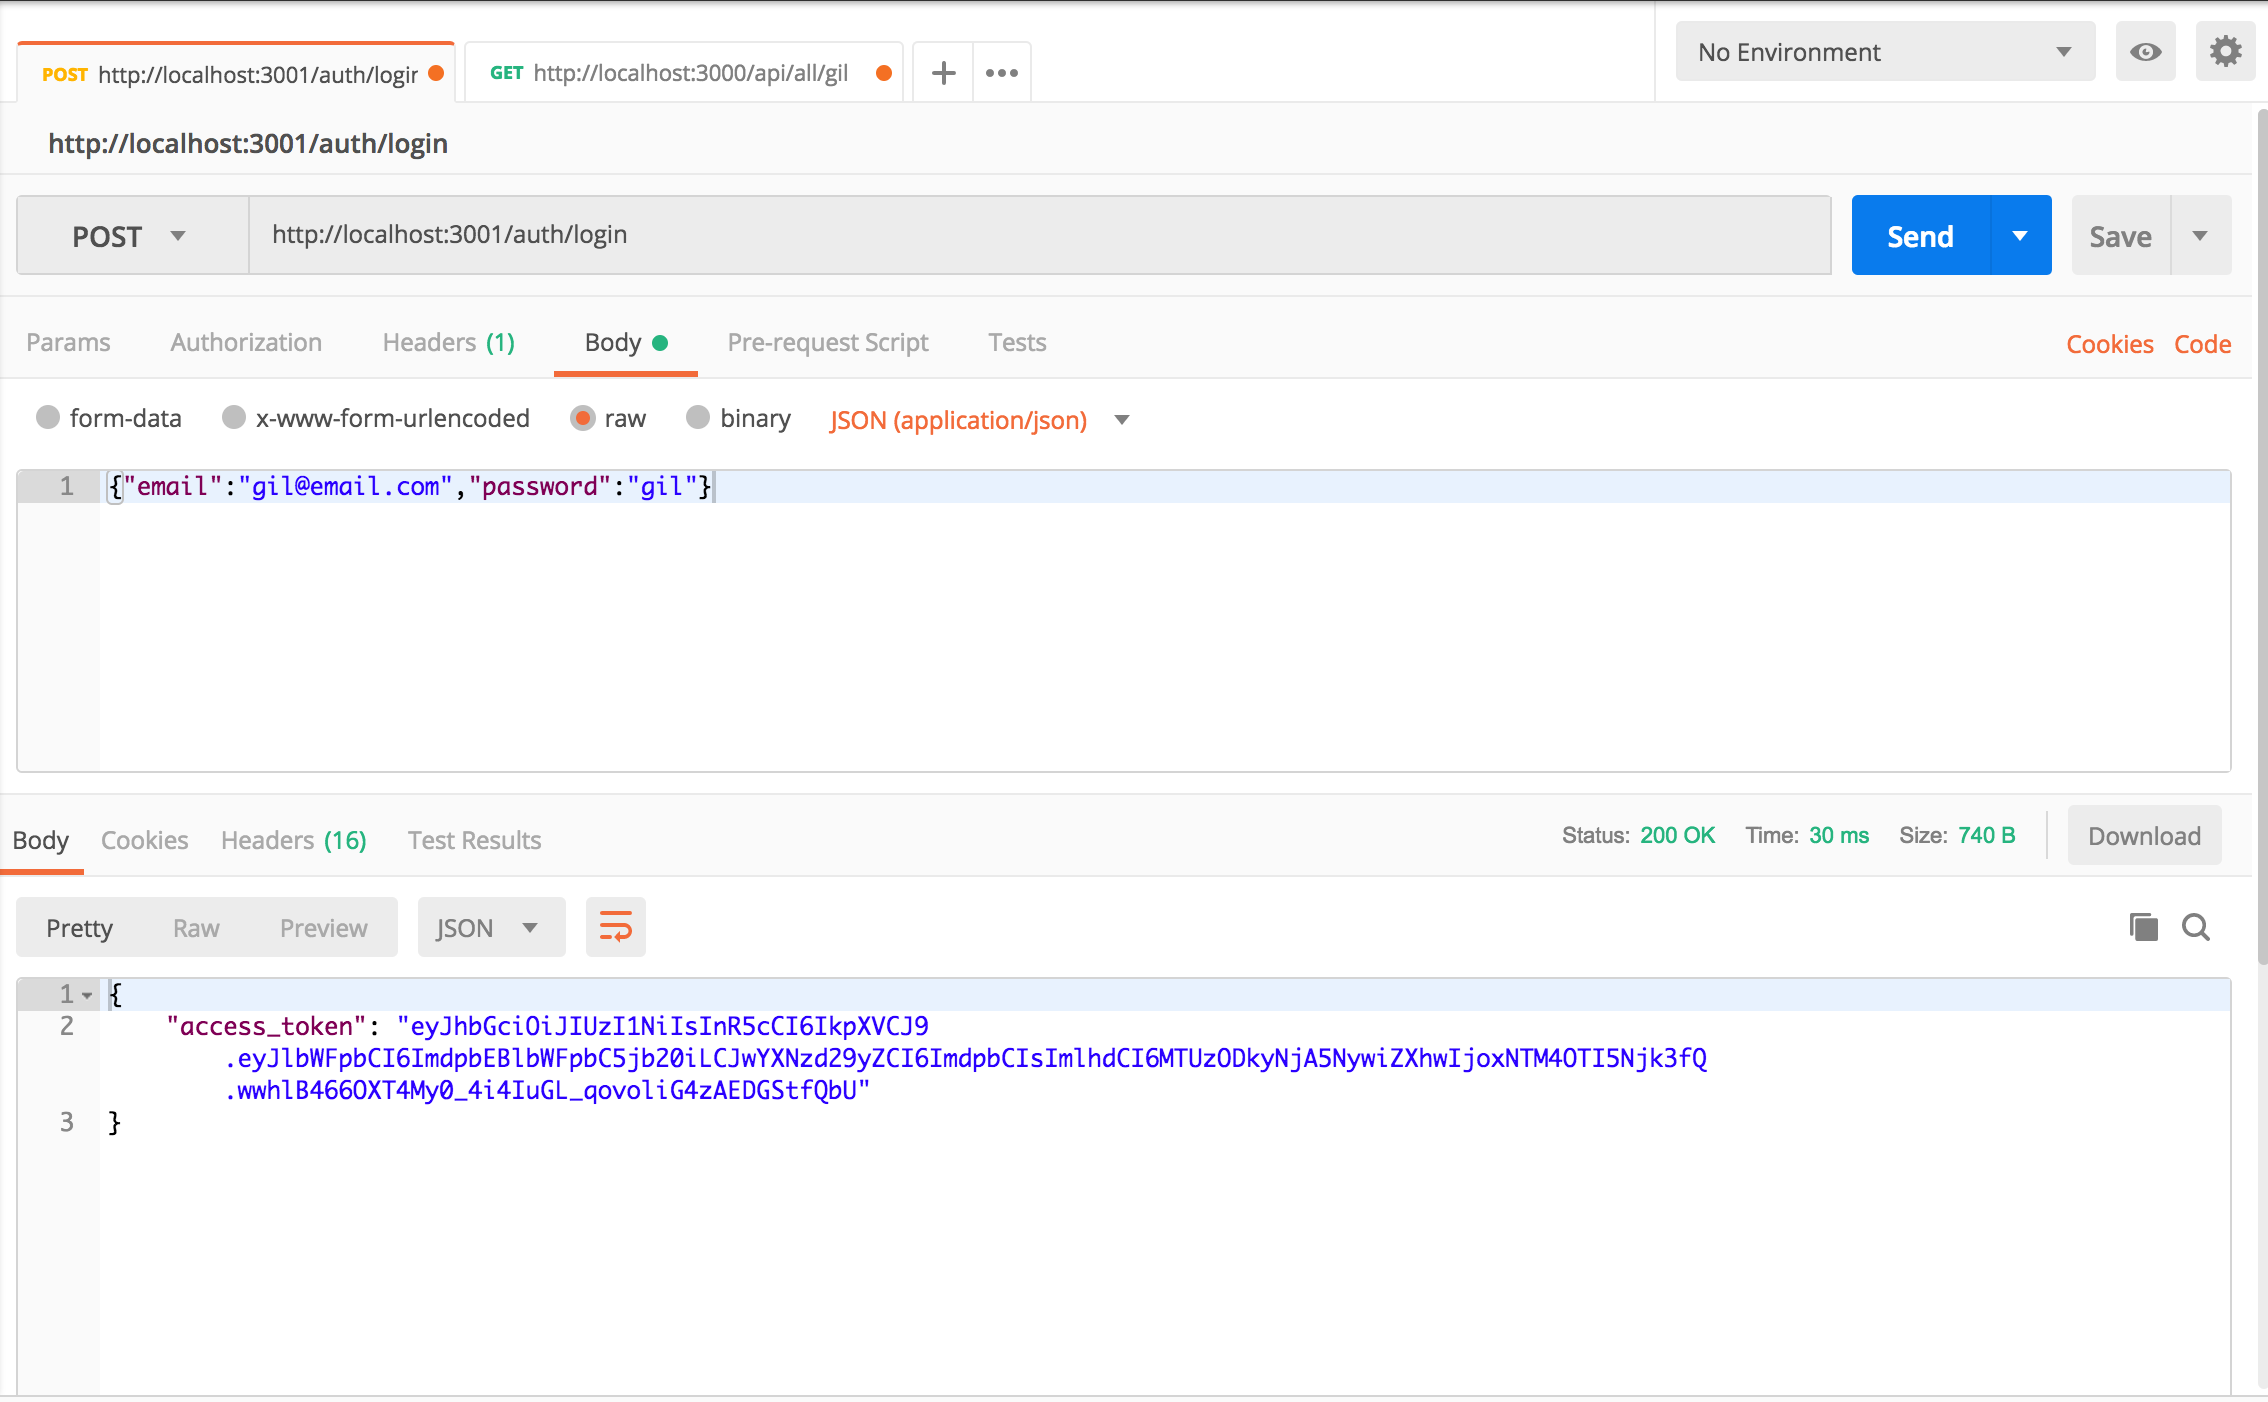 POST http://localhost:3001/auth/login GET http://localhost:3000/api/all/gil No Environment
http://localhost:3001/auth/login
POST http://localhost:3001/auth/login Send Save
Params Authorization Headers (1) Body Pre-request Script Tests Cookies Code
form-data x-www-form-urlencoded raw binary JSON (application/json)
1 {"email":"gil@email.com","password":"gil"}
Body Cookies Headers (16) Test Results Status: 200 OK Time: 30 ms Size: 740 B Download
Pretty Raw Preview JSON
1 {
2 "access_token": "eyJhbGciOiJIUzI1NiIsInR5cCI6IkpXVCJ9
.eyJlbWFpbCI6ImdpbEBlbWFpbC5jb20iLCJwYXNzd29yZCI6ImdpbCIsImlhdCI6MTUzODkyNjA5NywiZXhwIjoxNTM4OTI5Njk3fQ
.wwhlB466OXT4My0_4i4IuGL_qovoliG4zAEDGStfQbU"
3 }